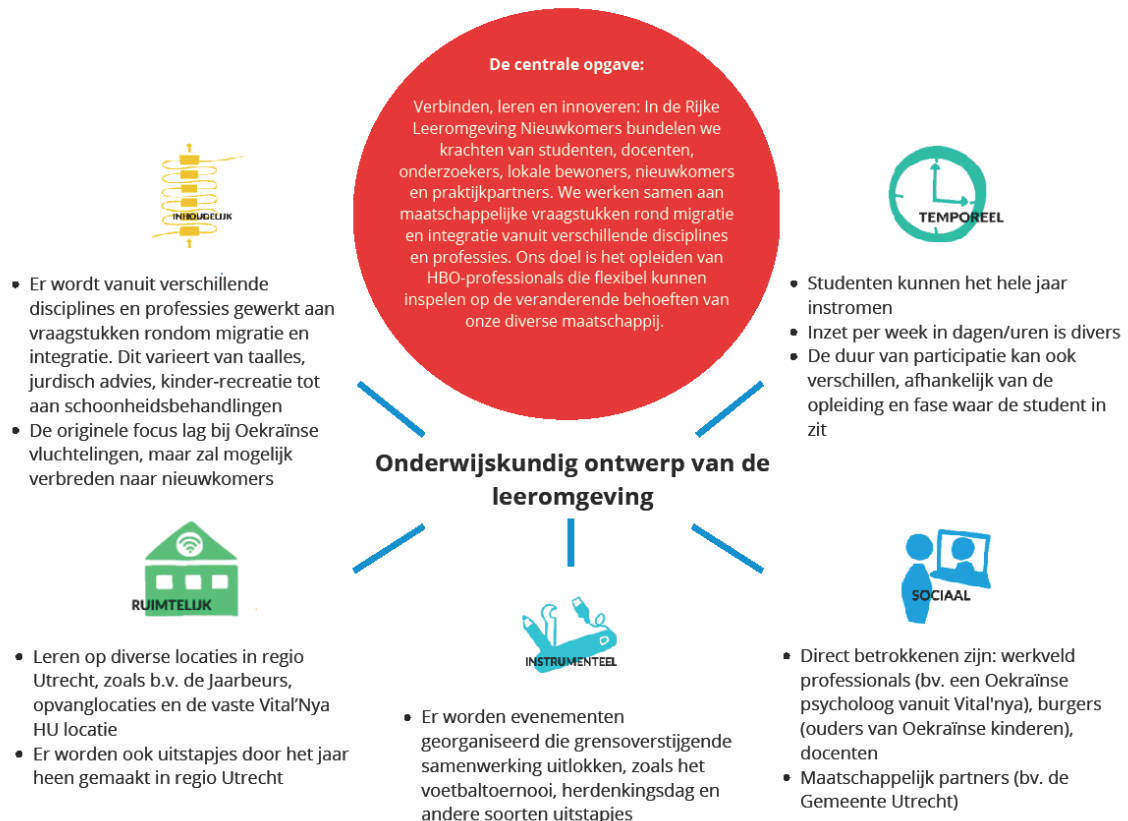 De centrale opgave:
Verbinden, leren en innoveren: In de Rijke
Leeromgeving Nieuwkomers bundelen we
krachten van studenten, docenten,
onderzoekers, lokale bewoners, nieuwkomers
en praktijkpartners. We werken samen aan
maatschappelijke vraagstukken rond migratie
en integratie vanuit verschillende disciplines
en professies. Ons doel is het opleiden van
HBO-professionals die flexibel kunnen
inspelen op de veranderende behoeften van
onze diverse maatschappij.
INHOUDELIJK
• Er wordt vanuit verschillende
disciplines en professies gewerkt aan
vraagstukken rondom migratie en
integratie. Dit varieert van taalles,
jurdisch advies, kinder-recreatie tot
aan schoonheidsbehandlingen
• De originele focus lag bij Oekraïnse
vluchtelingen, maar zal mogelijk
verbreden naar nieuwkomers
TEMPOREEL
• Studenten kunnen het hele jaar
instromen
• Inzet per week in dagen/uren is divers
• De duur van participatie kan ook
verschillen, afhankelijk van de
opleiding en fase waar de student in
zit
Onderwijskundig ontwerp van de
leeromgeving
RUIMTELIJK
• Leren op diverse locaties in regio
Utrecht, zoals b.v. de Jaarbeurs,
opvanglocaties en de vaste Vital'Nya
HU locatie
• Er worden ook uitstapjes door het jaar
heen gemaakt in regio Utrecht
INSTRUMENTEEL
• Er worden evenementen
georganiseerd die grensoverstijgende
samenwerking uitlokken, zoals het
voetbaltoernooi, herdenkingsdag en
andere soorten uitstapjes
SOCIAAL
• Direct betrokkenen zijn: werkveld
professionals (bv. een Oekraïnse
psycholoog vanuit Vital'nya), burgers
(ouders van Oekraïnse kinderen),
docenten
• Maatschappelijk partners (bv. de
Gemeente Utrecht)